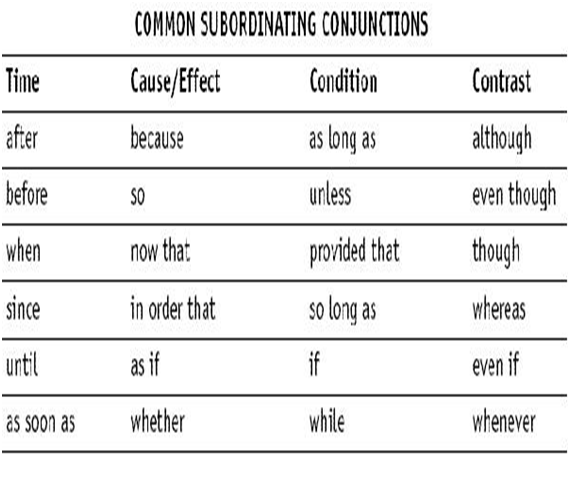 COMMON SUBORDINATING CONJUNCTIONS
Time Cause/Effect Condition Contrast
after because as long as although
before so unless even though
when now that provided that though
since in order that so long as whereas
until as if if even if
as soon as whether while whenever